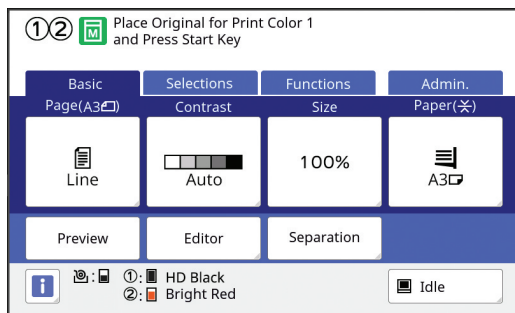 ①② M Place Original for Print Color 1
and Press Start Key
Basic Selections Functions Admin.
Page(A3) Contrast Size Paper(✳)
Line Auto 100% A3
Preview Editor Separation
i : ①: HD Black
②: Bright Red
Idle